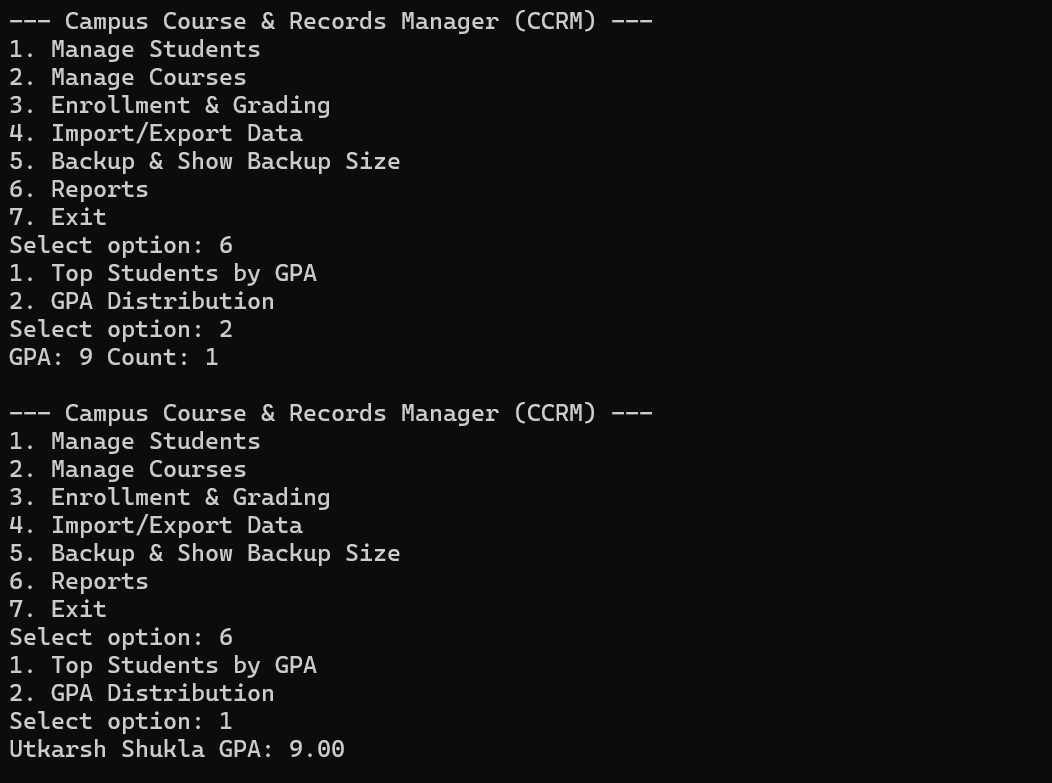 --- Campus Course & Records Manager (CCRM) ---
1. Manage Students
2. Manage Courses
3. Enrollment & Grading
4. Import/Export Data
5. Backup & Show Backup Size
6. Reports
7. Exit
Select option: 6
1. Top Students by GPA
2. GPA Distribution
Select option: 2
GPA: 9 Count: 1

--- Campus Course & Records Manager (CCRM) ---
1. Manage Students
2. Manage Courses
3. Enrollment & Grading
4. Import/Export Data
5. Backup & Show Backup Size
6. Reports
7. Exit
Select option: 6
1. Top Students by GPA
2. GPA Distribution
Select option: 1
Utkarsh Shukla GPA: 9.00